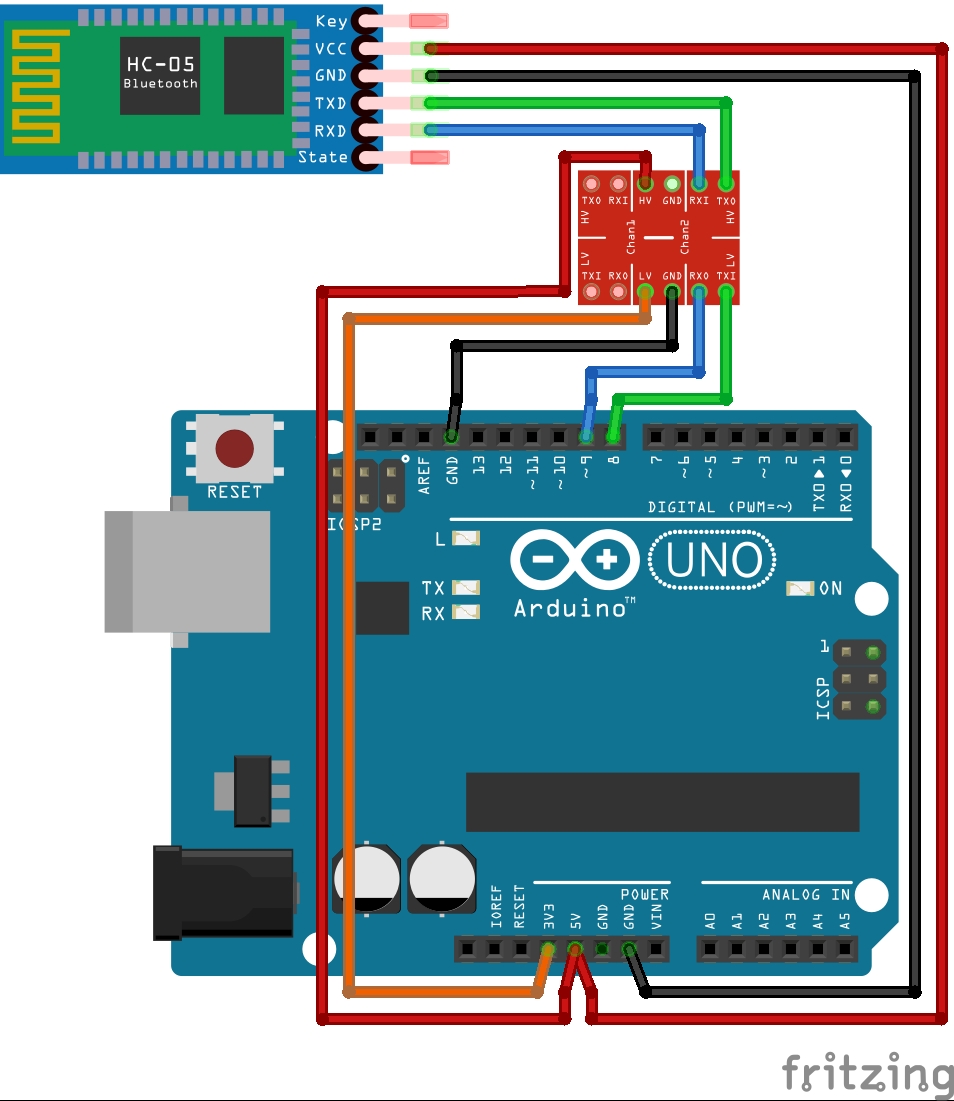 Key
VCC
GND
TXD
RXD
State
HC-05
Bluetooth
TXO RXI HV GND RXI TXO
HV HV
Chan1 Chan2
LV LV
TXI RXO LV GND RXO TXI
RESET
ICSP2
AREF
GND
13
12
~11
~10
~9
8
7
~6
~5
4
~3
2
TXO▶1
RXO◀0
DIGITAL (PWM=~)
L
TX
RX
UNO
Arduino™
ON
1
ICSP
POWER
ANALOG IN
IOREF
RESET
3V3
5V
GND
GND
VIN
A0
A1
A2
A3
A4
A5
fritzing